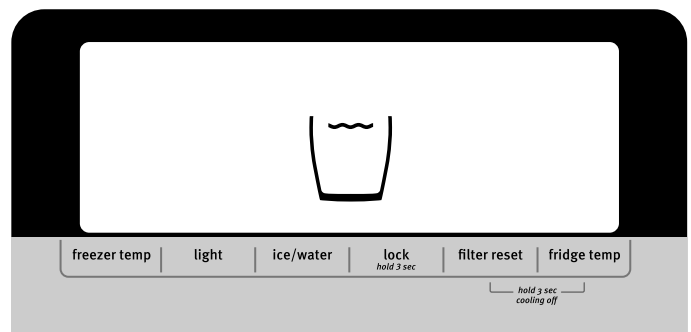 freezer temp light ice/water lock filter reset fridge temp
hold 3 sec
hold 3 sec
cooling off